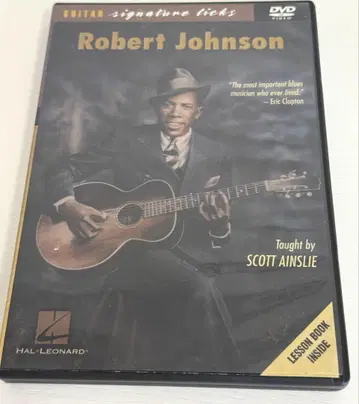 GUITAR signature licks
DVD
VIDEO
Robert Johnson
"The most important blues
musician who ever lived."
– Eric Clapton
Taught by
SCOTT AINSLIE
HAL•LEONARD®
LESSON BOOK
INSIDE